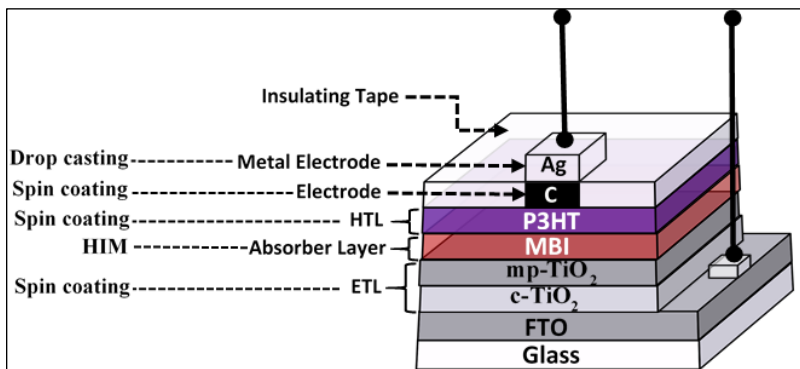 Insulating Tape
Drop casting Metal Electrode Ag
Spin coating Electrode C
Spin coating HTL P3HT
HIM Absorber Layer MBI
mp-TiO₂
Spin coating ETL
c-TiO₂
FTO
Glass